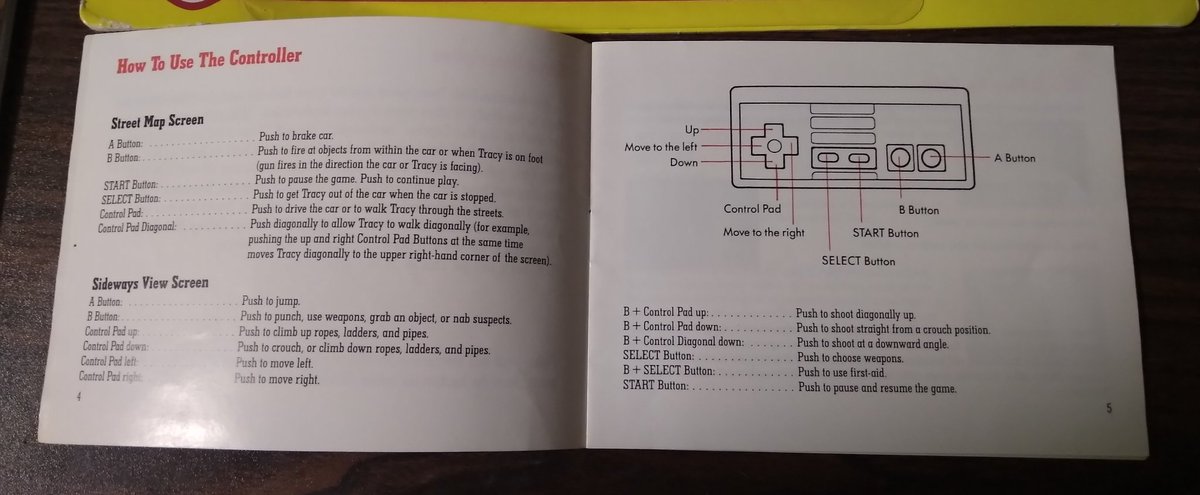 How To Use The Controller
Street Map Screen
A Button: . . . . . . . . . . . . . . . Push to brake car.
B Button: . . . . . . . . . . . . . . . Push to fire at objects from within the car or when Tracy is on foot
(gun fires in the direction the car or Tracy is facing).
START Button: . . . . . . . . . . . . Push to pause the game. Push to continue play.
SELECT Button: . . . . . . . . . . . Push to get Tracy out of the car when the car is stopped.
Control Pad: . . . . . . . . . . . . . Push to drive the car or to walk Tracy through the streets.
Control Pad Diagonal: . . . . . . . . Push diagonally to allow Tracy to walk diagonally (for example,
pushing the up and right Control Pad Buttons at the same time
moves Tracy diagonally to the upper right-hand corner of the screen).
Sideways View Screen
A Button: . . . . . . . . . . . . . . . Push to jump.
B Button: . . . . . . . . . . . . . . . Push to punch, use weapons, grab an object, or nab suspects.
Control Pad up: . . . . . . . . . . . Push to climb up ropes, ladders, and pipes.
Control Pad down: . . . . . . . . . . Push to crouch, or climb down ropes, ladders, and pipes.
Control Pad left: . . . . . . . . . . Push to move left.
Control Pad right: Push to move right.
4
Up
Move to the left
Down
A Button
Control Pad
B Button
Move to the right
START Button
SELECT Button
B + Control Pad up: . . . . . . . . . . . . Push to shoot diagonally up.
B + Control Pad down: . . . . . . . . . . Push to shoot straight from a crouch position.
B + Control Diagonal down: . . . . . . . Push to shoot at a downward angle.
SELECT Button: . . . . . . . . . . . . . . Push to choose weapons.
B + SELECT Button: . . . . . . . . . . . . Push to use first-aid.
START Button: . . . . . . . . . . . . . . . Push to pause and resume the game.
5